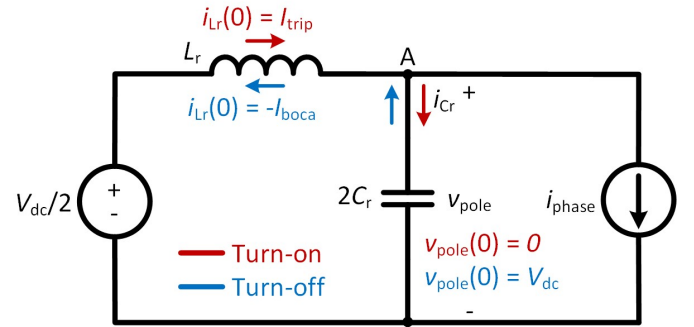 iLr(0) = Itrip
Lr
A
iLr(0) = -Iboca
iCr +
Vdc/2
+
-
2Cr
vpole
iphase
Turn-on
vpole(0) = 0
Turn-off
vpole(0) = Vdc
-